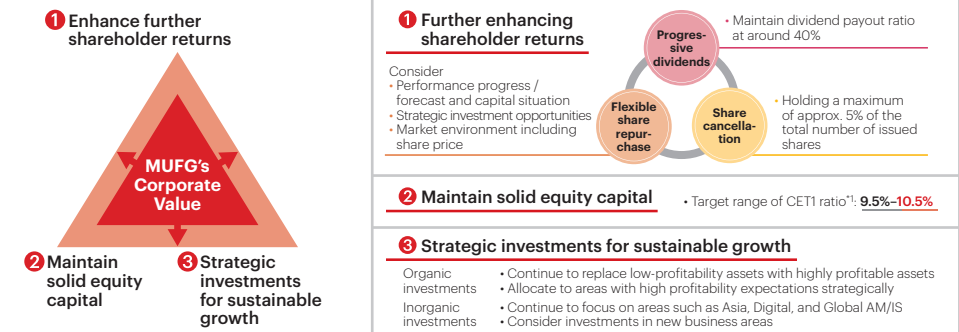 1 Enhance further
shareholder returns
MUFG's
Corporate
Value
2 Maintain
solid equity
capital
3 Strategic
investments
for sustainable
growth
1 Further enhancing
shareholder returns
Consider
• Performance progress /
forecast and capital situation
• Strategic investment opportunities
• Market environment including
share price
Progres-
sive
dividends
• Maintain dividend payout ratio
at around 40%
Flexible
share
repur-
chase
Share
cancella-
tion
• Holding a maximum
of approx. 5% of the
total number of issued
shares
2 Maintain solid equity capital
• Target range of CET1 ratio*1: 9.5%–10.5%
3 Strategic investments for sustainable growth
Organic
investments
• Continue to replace low-profitability assets with highly profitable assets
• Allocate to areas with high profitability expectations strategically
Inorganic
investments
• Continue to focus on areas such as Asia, Digital, and Global AM/IS
• Consider investments in new business areas